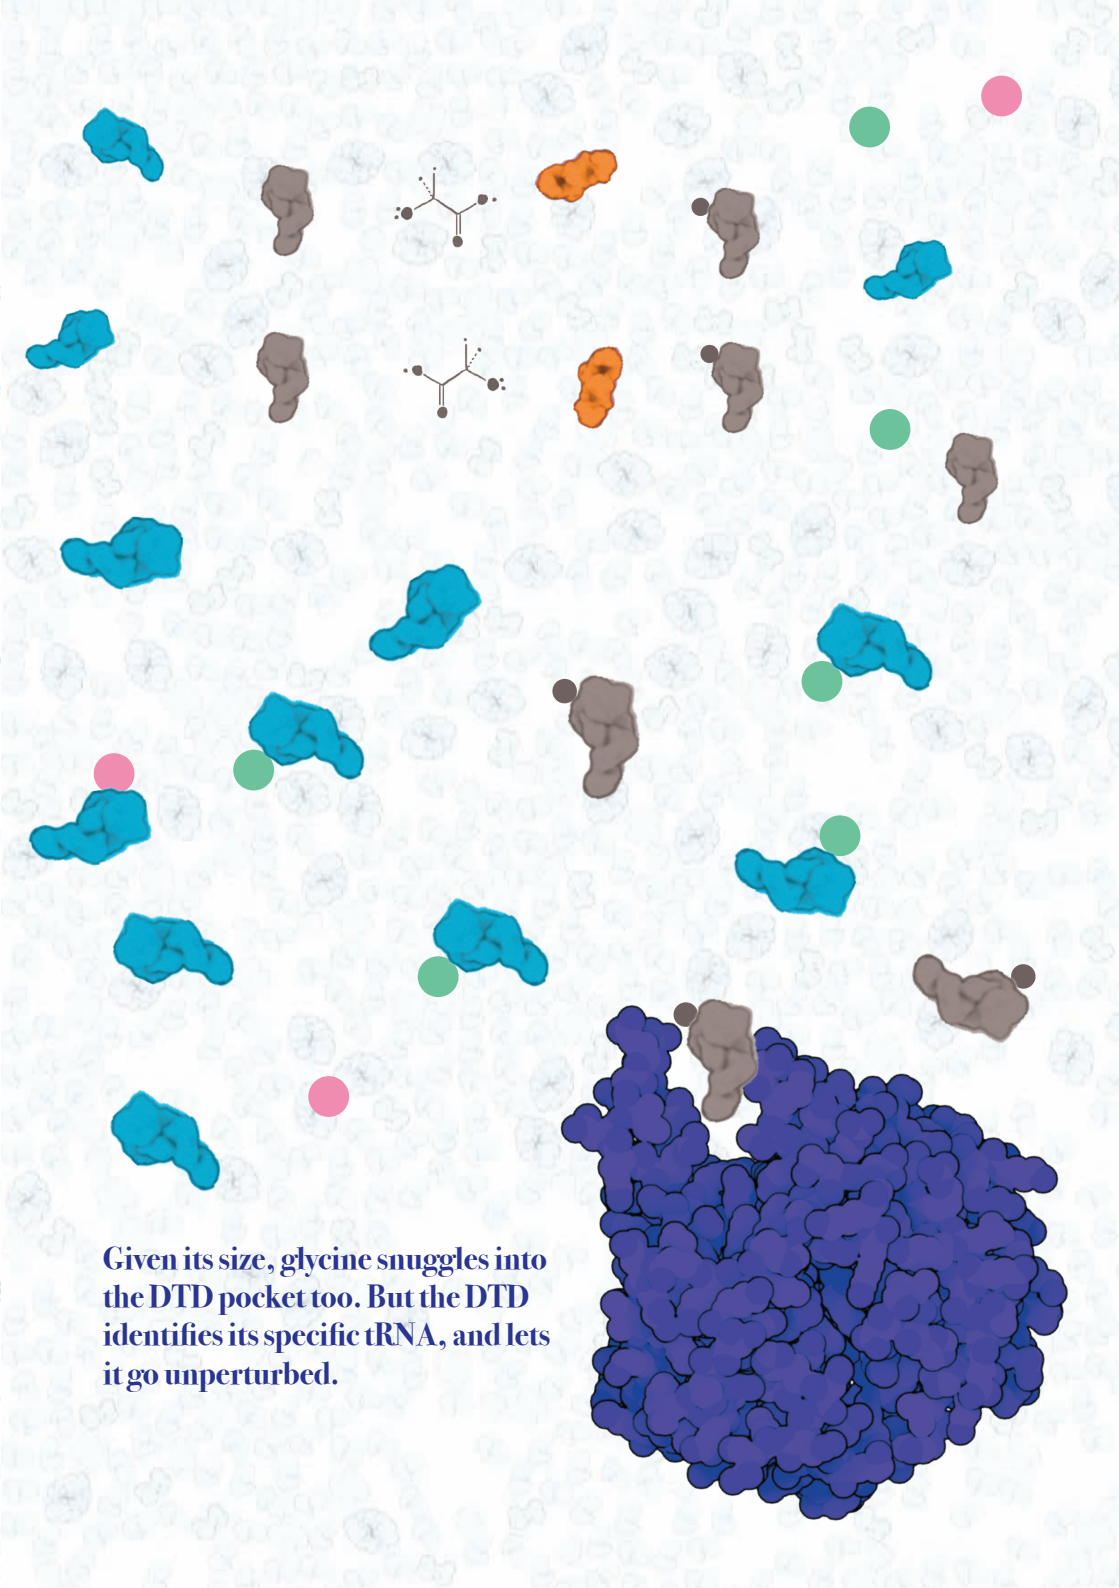 Given its size, glycine snuggles into
the DTD pocket too. But the DTD
identifies its specific tRNA, and lets
it go unperturbed.